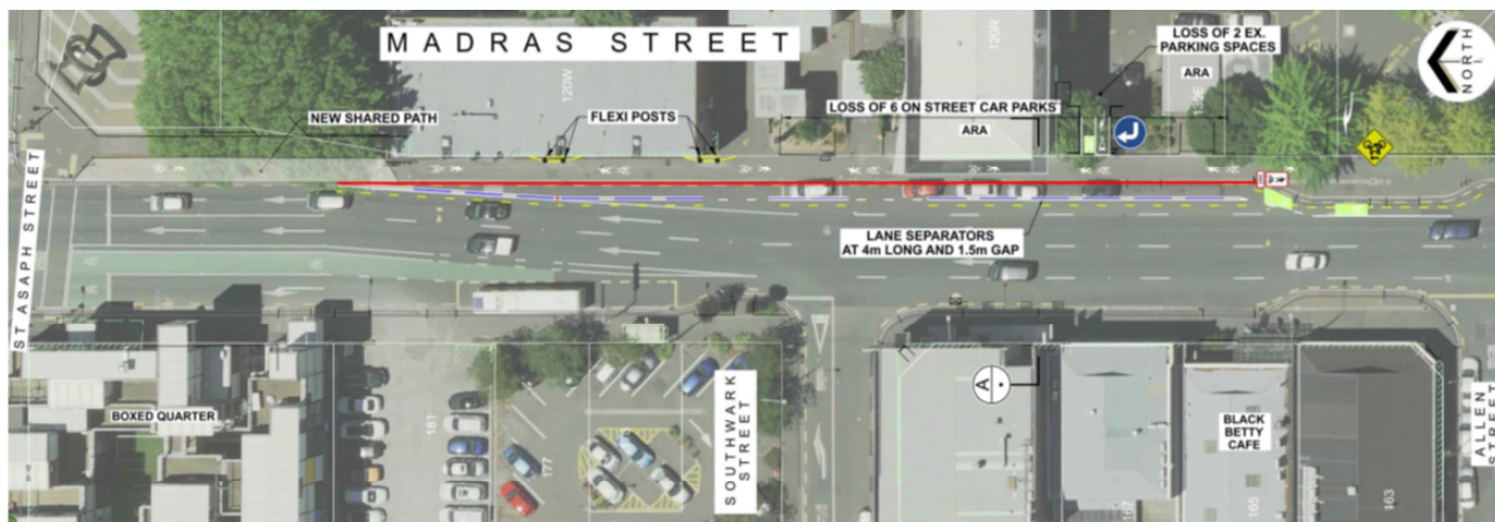 MADRAS STREET
LOSS OF 2 EX.
PARKING SPACES
ARA
NORTH
120W
120R
NEW SHARED PATH
FLEXI POSTS
LOSS OF 6 ON STREET CAR PARKS
ARA
ST ASAPH STREET
LANE SEPARATORS
AT 4m LONG AND 1.5m GAP
BOXED QUARTER
181
177
SOUTHWARK
STREET
A
167
BLACK
BETTY
CAFE
165
163
ALLEN
STREET